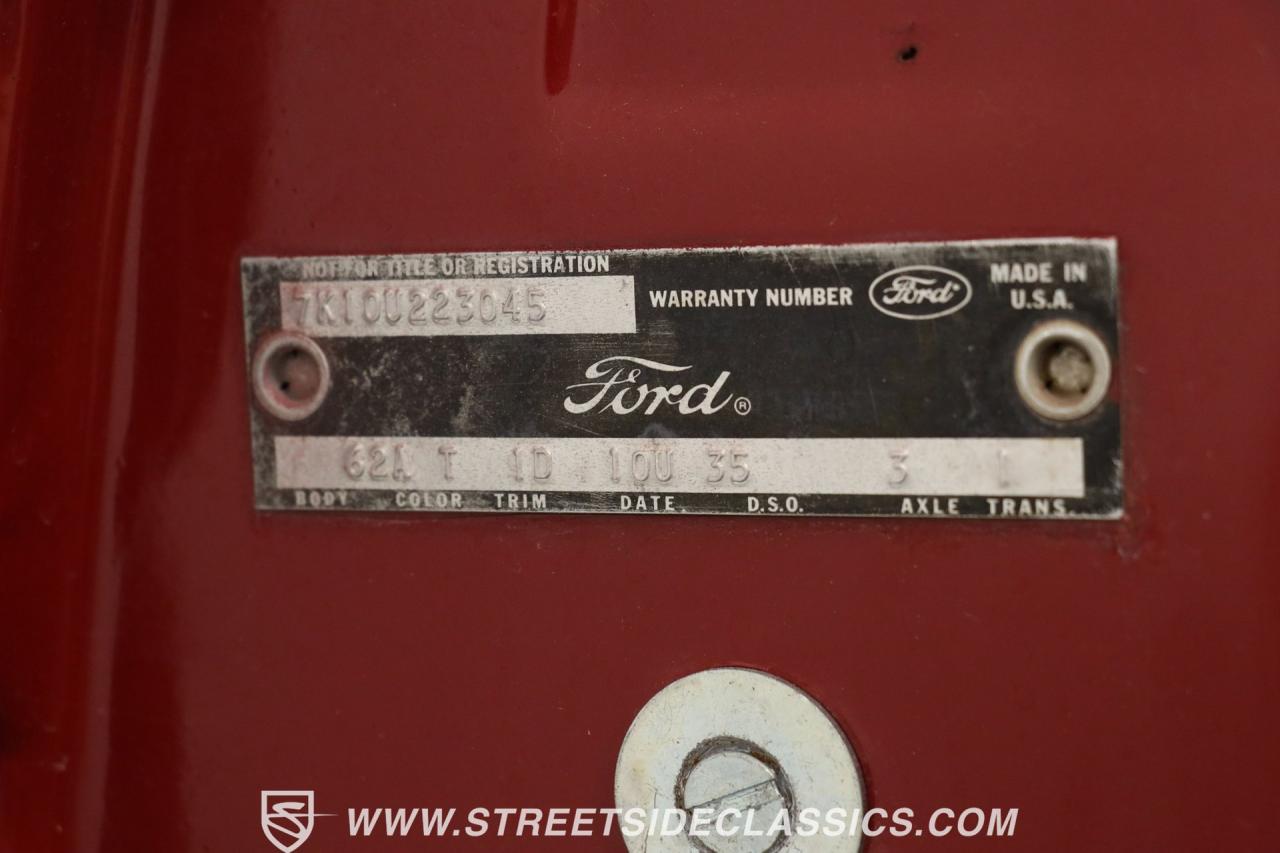 NOT FOR TITLE OR REGISTRATION
7K10U223045
WARRANTY NUMBER
Ford
MADE IN
U.S.A.
Ford®
62A T 1D 10U 35 3 1
BODY COLOR TRIM DATE D.S.O. AXLE TRANS.
WWW.STREETSIDECLASSICS.COM